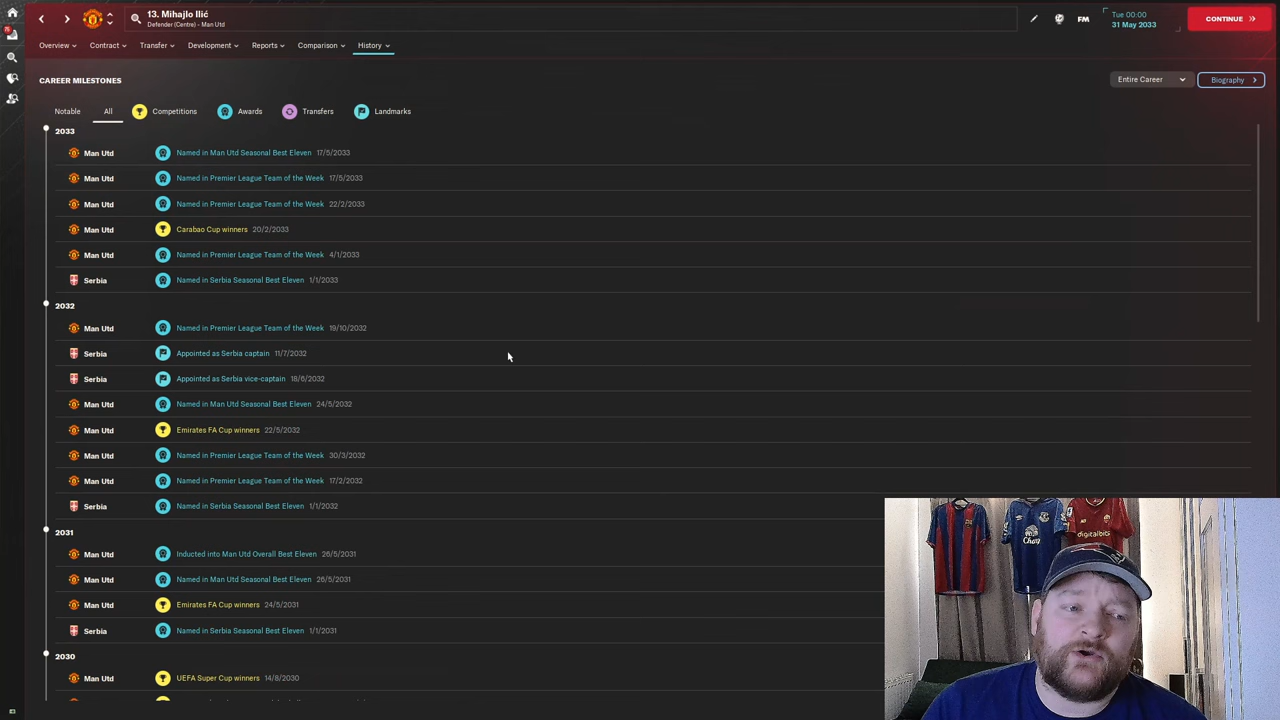 13. Mihajlo Ilić
Defender (Centre) - Man Utd
FM
Tue 00:00
31 May 2033
CONTINUE
Overview
Contract
Transfer
Development
Reports
Comparison
History
CAREER MILESTONES
Entire Career
Biography
Notable
All
Competitions
Awards
Transfers
Landmarks
2033
Man Utd Named in Man Utd Seasonal Best Eleven 17/5/2033
Man Utd Named in Premier League Team of the Week 17/5/2033
Man Utd Named in Premier League Team of the Week 22/2/2033
Man Utd Carabao Cup winners 20/2/2033
Man Utd Named in Premier League Team of the Week 4/1/2033
Serbia Named in Serbia Seasonal Best Eleven 1/1/2033
2032
Man Utd Named in Premier League Team of the Week 19/10/2032
Serbia Appointed as Serbia captain 11/7/2032
Serbia Appointed as Serbia vice-captain 18/6/2032
Man Utd Named in Man Utd Seasonal Best Eleven 24/5/2032
Man Utd Emirates FA Cup winners 22/5/2032
Man Utd Named in Premier League Team of the Week 30/3/2032
Man Utd Named in Premier League Team of the Week 17/2/2032
Serbia Named in Serbia Seasonal Best Eleven 1/1/2032
2031
Man Utd Inducted into Man Utd Overall Best Eleven 26/5/2031
Man Utd Named in Man Utd Seasonal Best Eleven 26/5/2031
Man Utd Emirates FA Cup winners 24/5/2031
Serbia Named in Serbia Seasonal Best Eleven 1/1/2031
2030
Man Utd UEFA Super Cup winners 14/8/2030
Chang
digitalbits